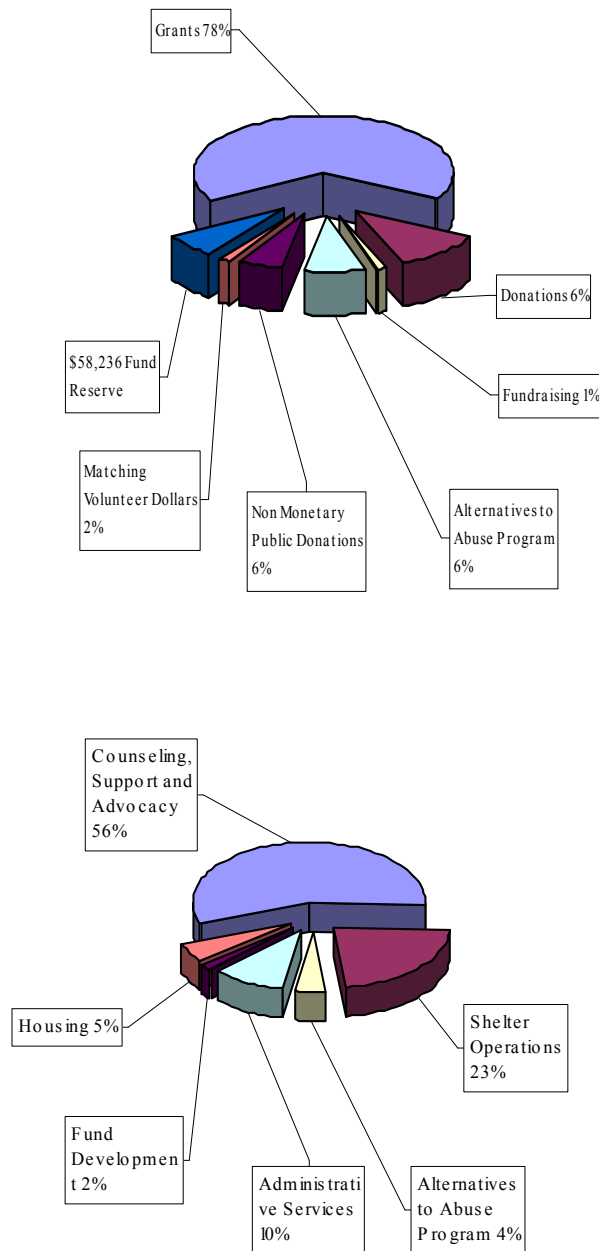 Grants 78%
Donations 6%
$58,236 Fund
Reserve
Fundraising 1%
Matching
Volunteer Dollars
2%
Non Monetary
Public Donations
6%
Alternatives to
Abuse Program
6%
Counseling,
Support and
Advocacy
56%
Housing 5%
Shelter
Operations
23%
Fund
Developmen
t 2%
Administrati
ve Services
10%
Alternatives
to Abuse
Program 4%